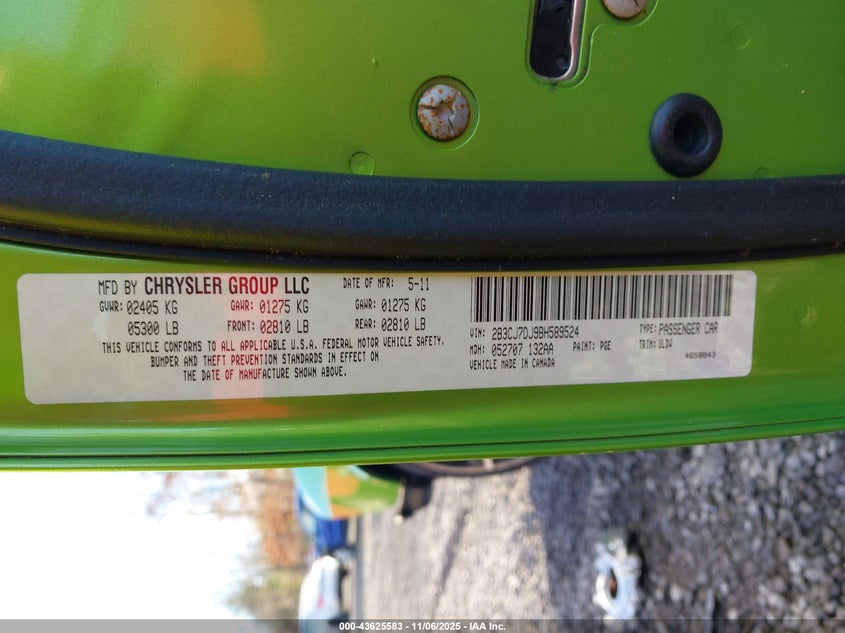 MFD BY CHRYSLER GROUP LLC DATE OF MFR: 5-11
GVWR: 02405 KG GAWR: 01275 KG GAWR: 01275 KG
05300 LB FRONT: 02810 LB REAR: 02810 LB
THIS VEHICLE CONFORMS TO ALL APPLICABLE U.S.A. FEDERAL MOTOR VEHICLE SAFETY,
BUMPER AND THEFT PREVENTION STANDARDS IN EFFECT ON
THE DATE OF MANUFACTURE SHOWN ABOVE.
VIN: 2B3CJ7DJ9BH589524 TYPE: PASSENGER CAR
MDH: 052707 132AA PAINT: PGE TRIM: ULDV
VEHICLE MADE IN CANADA 4658843
000-43625583 — 11/06/2025 — IAA Inc.